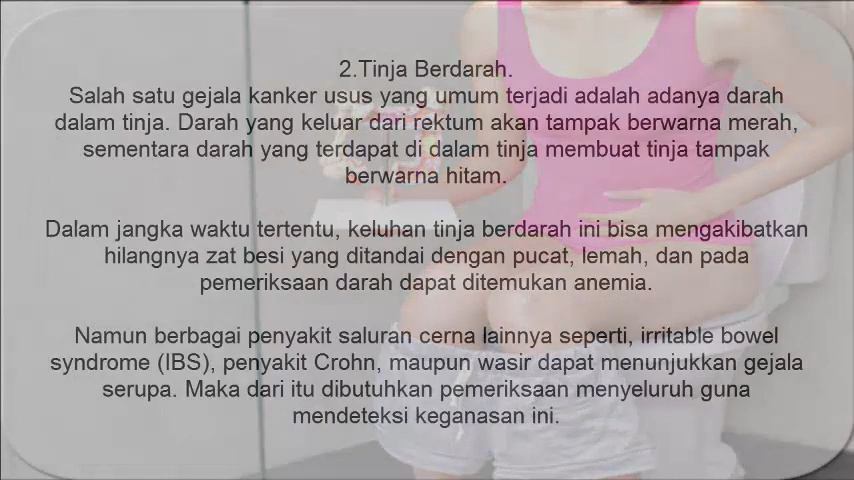 2.Tinja Berdarah.
Salah satu gejala kanker usus yang umum terjadi adalah adanya darah
dalam tinja. Darah yang keluar dari rektum akan tampak berwarna merah,
sementara darah yang terdapat di dalam tinja membuat tinja tampak
berwarna hitam.
Dalam jangka waktu tertentu, keluhan tinja berdarah ini bisa mengakibatkan
hilangnya zat besi yang ditandai dengan pucat, lemah, dan pada
pemeriksaan darah dapat ditemukan anemia.
Namun berbagai penyakit saluran cerna lainnya seperti, irritable bowel
syndrome (IBS), penyakit Crohn, maupun wasir dapat menunjukkan gejala
serupa. Maka dari itu dibutuhkan pemeriksaan menyeluruh guna
mendeteksi keganasan ini.